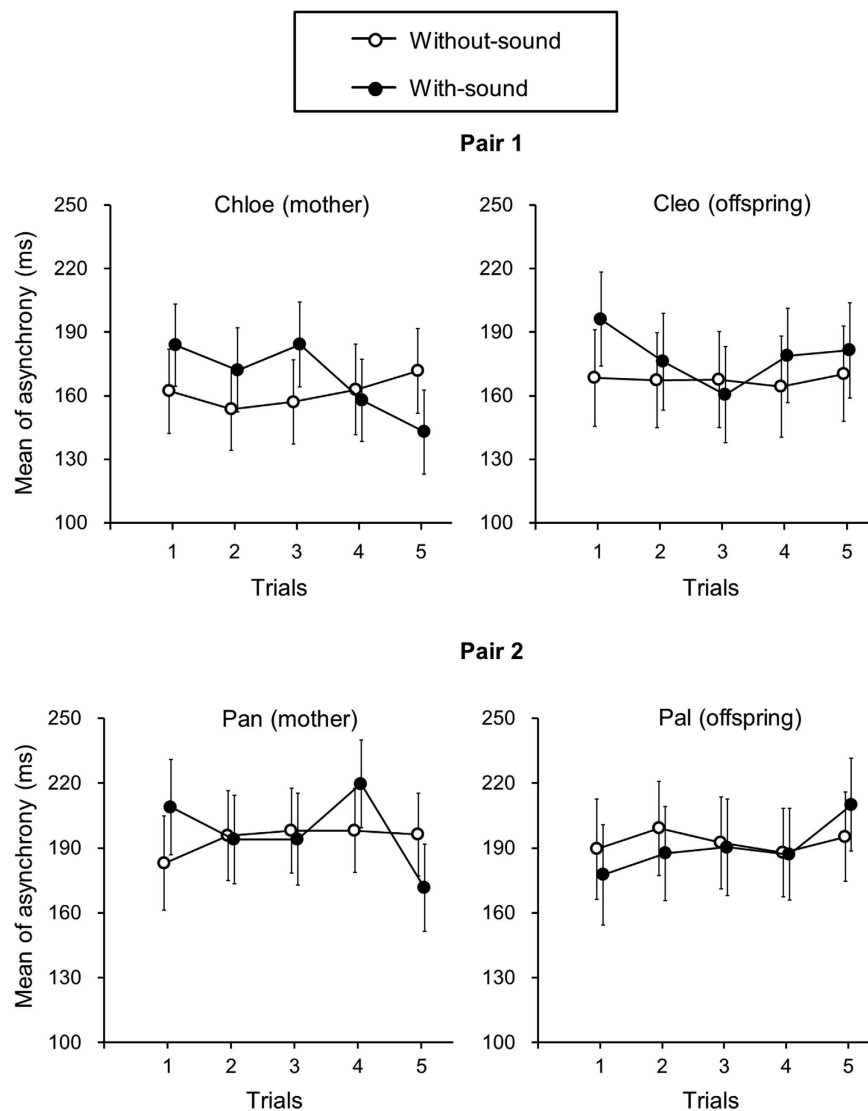 Without-sound
With-sound
Pair 1
Chloe (mother)
Cleo (offspring)
Mean of asynchrony (ms)
250
220
190
160
130
100
1 2 3 4 5
Trials
250
220
190
160
130
100
1 2 3 4 5
Trials
Pair 2
Pan (mother)
Pal (offspring)
Mean of asynchrony (ms)
250
220
190
160
130
100
1 2 3 4 5
Trials
250
220
190
160
130
100
1 2 3 4 5
Trials